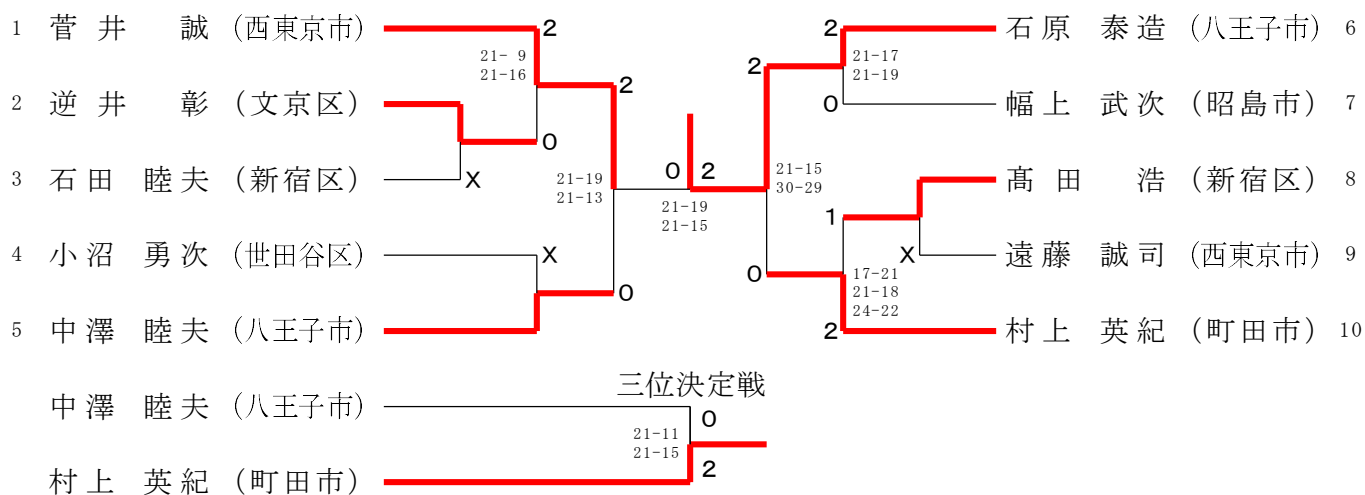 1 菅井 誠 (西東京市)
2 逆井 彰 (文京区)
3 石田 睦夫 (新宿区)
4 小沼 勇次 (世田谷区)
5 中澤 睦夫 (八王子市)
2
21- 9
21-16
0
X
2
21-19
21-13
X
0
0 2
21-19
21-15
2
21-15
30-29
0
2
21-17
21-19
0
1
X
17-21
21-18
24-22
2
石原 泰造 (八王子市) 6
幅上 武次 (昭島市) 7
髙田 浩 (新宿区) 8
遠藤 誠司 (西東京市) 9
村上 英紀 (町田市) 10
三位決定戦
中澤 睦夫 (八王子市)
0
21-11
21-15
2
村上 英紀 (町田市)